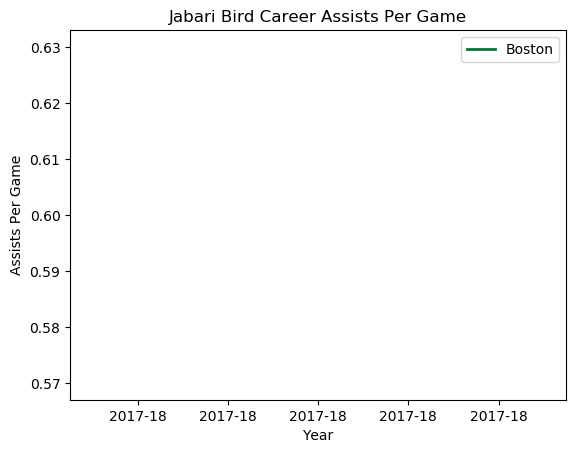 Jabari Bird Career Assists Per Game
Boston
0.63
0.62
0.61
0.60
0.59
0.58
0.57
Assists Per Game
2017-18 2017-18 2017-18 2017-18 2017-18
Year